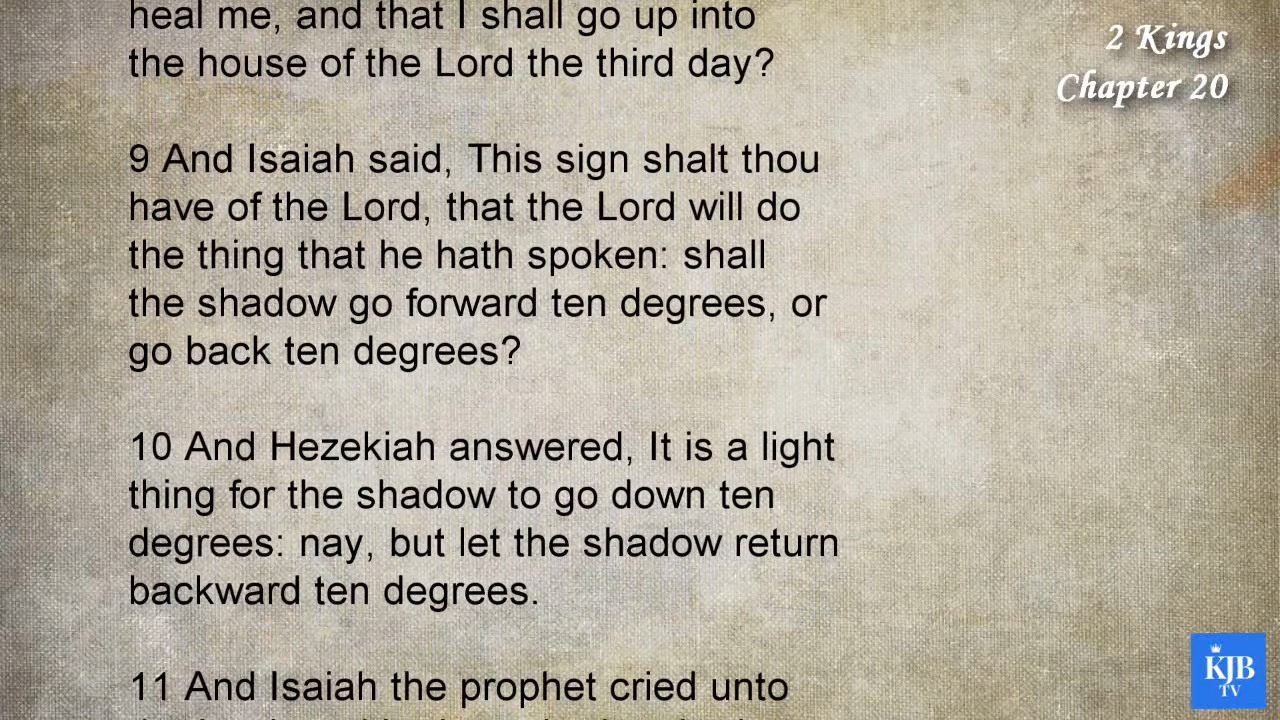 heal me, and that I shall go up into
the house of the Lord the third day?
2 Kings
Chapter 20
9 And Isaiah said, This sign shalt thou
have of the Lord, that the Lord will do
the thing that he hath spoken: shall
the shadow go forward ten degrees, or
go back ten degrees?
10 And Hezekiah answered, It is a light
thing for the shadow to go down ten
degrees: nay, but let the shadow return
backward ten degrees.
11 And Isaiah the prophet cried unto
KJB
TV